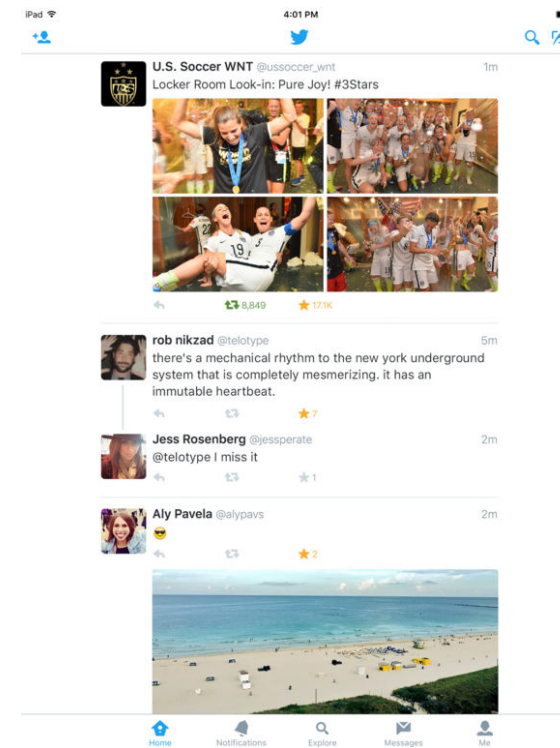 iPad 4:01 PM
U.S. Soccer WNT @ussoccer_wnt 1m
Locker Room Look-in: Pure Joy! #3Stars
22
19
5
8,849 17.1K
rob nikzad @telotype 5m
there's a mechanical rhythm to the new york underground
system that is completely mesmerizing. it has an
immutable heartbeat.
7
Jess Rosenberg @jessperate 2m
@telotype I miss it
1
Aly Pavela @alypavs 2m
😎
2
Home Notifications Explore Messages Me